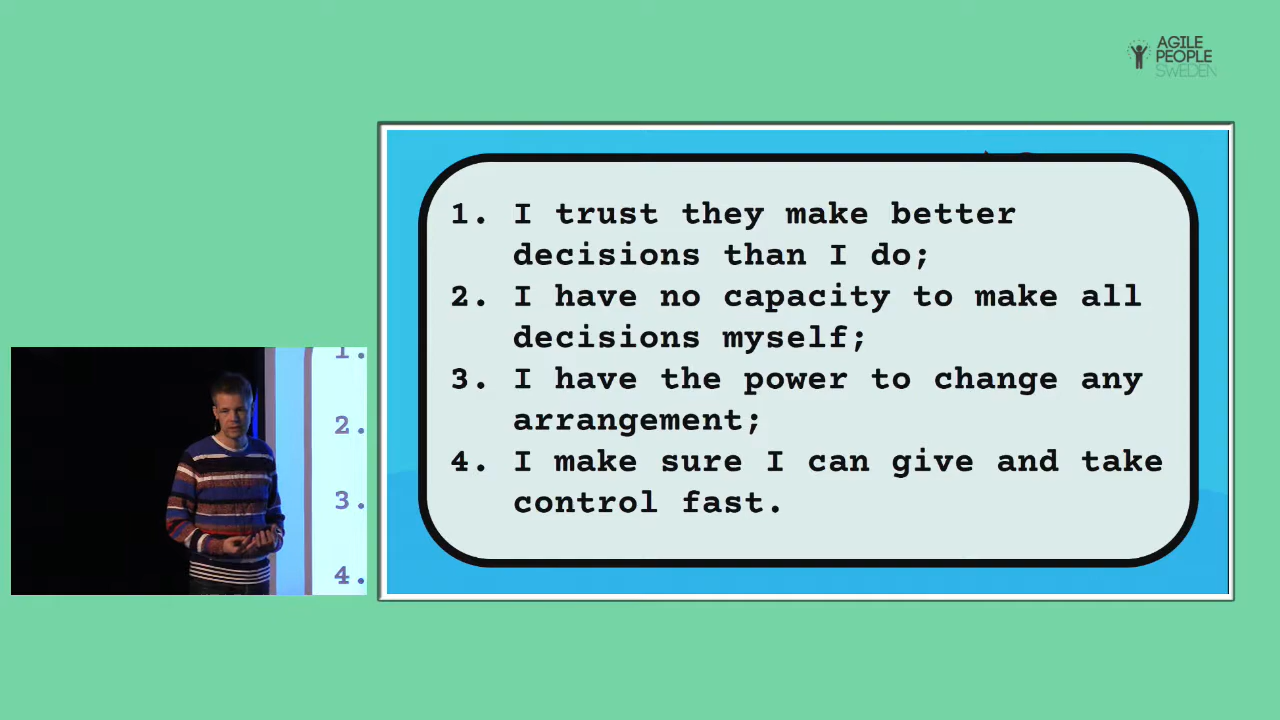 AGILE
PEOPLE
SWEDEN
1. I trust they make better
decisions than I do;
2. I have no capacity to make all
decisions myself;
3. I have the power to change any
arrangement;
4. I make sure I can give and take
control fast.
1.
2.
3.
4.